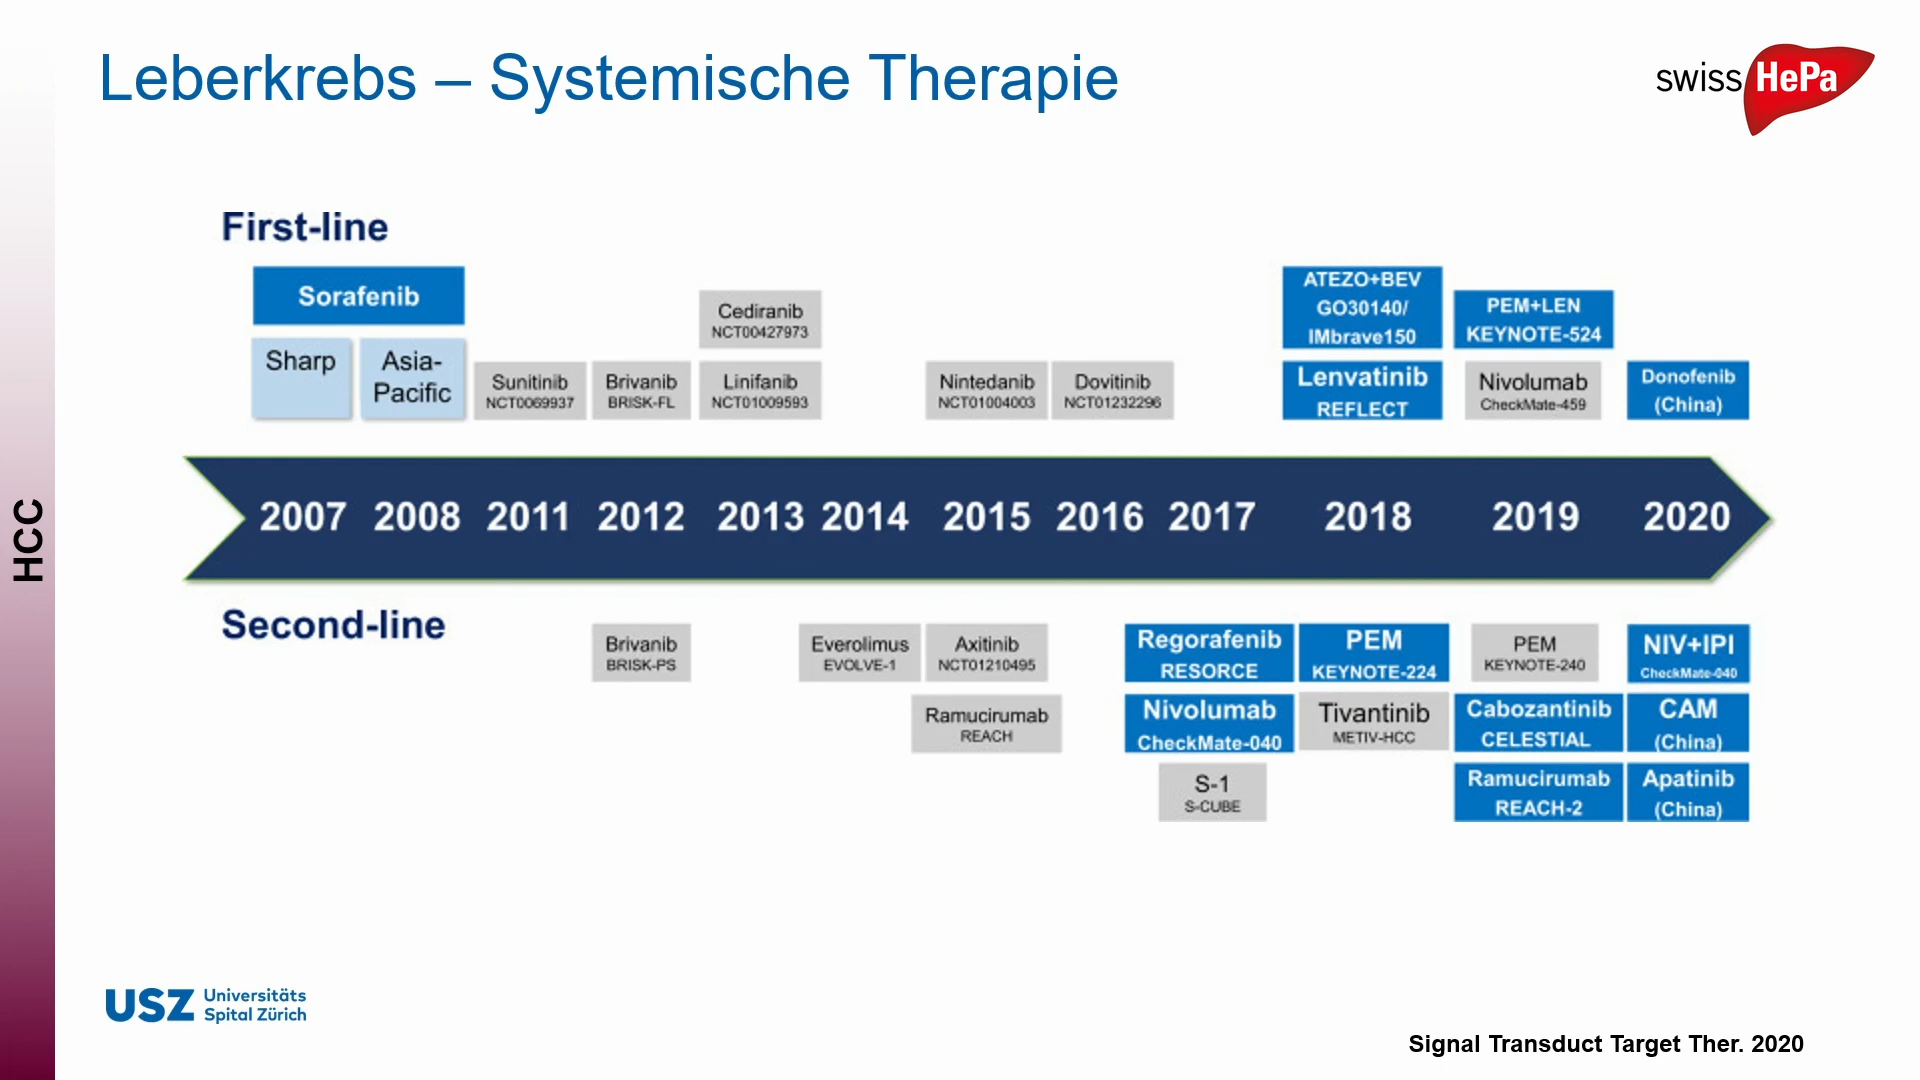 Leberkrebs – Systemische Therapie
swiss HePa
HCC
First-line
Sorafenib
Sharp
Asia-
Pacific
Sunitinib
NCT0069937
Brivanib
BRISK-FL
Cediranib
NCT00427973
Linifanib
NCT01009593
Nintedanib
NCT01004003
Dovitinib
NCT01232296
ATEZO+BEV
GO30140/
IMbrave150
Lenvatinib
REFLECT
PEM+LEN
KEYNOTE-524
Nivolumab
CheckMate-459
Donofenib
(China)
2007 2008 2011 2012 2013 2014 2015 2016 2017 2018 2019 2020
Second-line
Brivanib
BRISK-PS
Everolimus
EVOLVE-1
Axitinib
NCT01210495
Ramucirumab
REACH
Regorafenib
RESORCE
Nivolumab
CheckMate-040
S-1
S-CUBE
PEM
KEYNOTE-224
Tivantinib
METIV-HCC
PEM
KEYNOTE-240
Cabozantinib
CELESTIAL
Ramucirumab
REACH-2
NIV+IPI
CheckMate-040
CAM
(China)
Apatinib
(China)
USZ Universitäts
Spital Zürich
Signal Transduct Target Ther. 2020